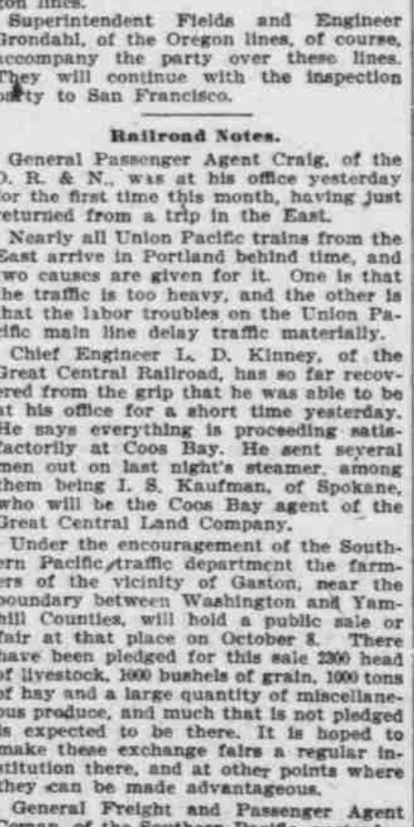 gon lines.
Superintendent Fields and Engineer
Grondahl, of the Oregon lines, of course,
accompany the party over these lines.
They will continue with the inspection
party to San Francisco.
Railroad Notes.
General Passenger Agent Craig, of the
O. R. & N., was at his office yesterday
for the first time this month, having just
returned from a trip in the East.
Nearly all Union Pacific trains from the
East arrive in Portland behind time, and
two causes are given for it. One is that
the traffic is too heavy, and the other is
that the labor troubles on the Union Pa-
cific main line delay traffic materially.
Chief Engineer L. D. Kinney, of the
Great Central Railroad, has so far recov-
ered from the grip that he was able to be
at his office for a short time yesterday.
He says everything is proceeding satis-
factorily at Coos Bay. He sent several
men out on last night's steamer, among
them being I. S. Kaufman, of Spokane,
who will be the Coos Bay agent of the
Great Central Land Company.
Under the encouragement of the South-
ern Pacific traffic department the farm-
ers of the vicinity of Gaston, near the
boundary between Washington and Yam-
hill Counties, will hold a public sale or
fair at that place on October 8. There
have been pledged for this sale 2300 head
of livestock, 1000 bushels of grain, 1000 tons
of hay and a large quantity of miscellane-
ous produce, and much that is not pledged
is expected to be there. It is hoped to
make these exchange fairs a regular in-
stitution there, and at other points where
they can be made advantageous.
General Freight and Passenger Agent
Coman, of the Southern Pacific